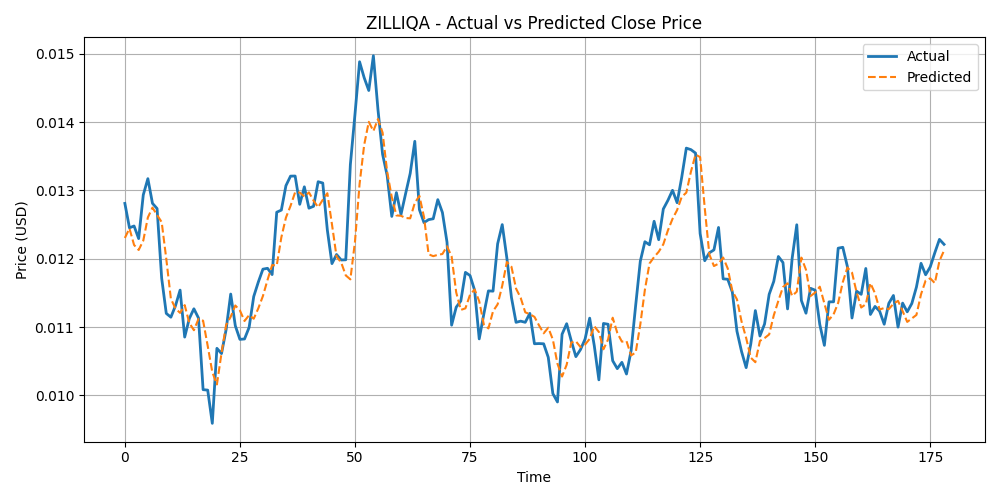 ZILLIQA - Actual vs Predicted Close Price
Actual
Predicted
Price (USD)
0.015
0.014
0.013
0.012
0.011
0.010
0 25 50 75 100 125 150 175
Time